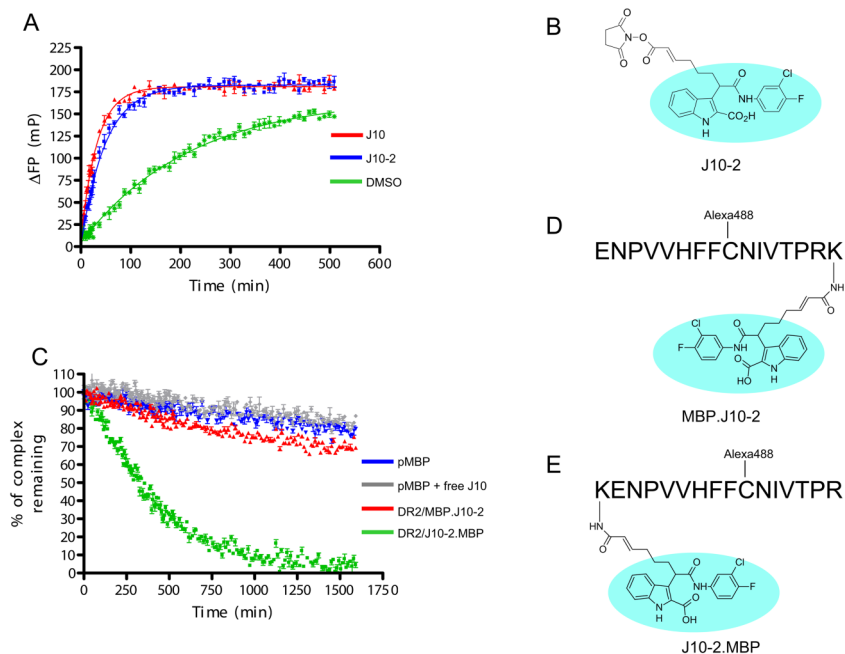 A
225
200
175
150
125
100
75
50
25
0
ΔFP (mP)
0 100 200 300 400 500 600
Time (min)
J10
J10-2
DMSO
B
O
N
O
O
O
O
Cl
NH
F
CO2H
N
H
J10-2
C
110
100
90
80
70
60
50
40
30
20
10
0
% of complex
remaining
0 250 500 750 1000 1250 1500 1750
Time (min)
pMBP
pMBP + free J10
DR2/MBP.J10-2
DR2/J10-2.MBP
D
Alexa488
ENPVVHFFCNIVTPRK
NH
O
Cl
O
F
NH
O
HO
N
H
MBP.J10-2
E
Alexa488
KENPVVHFFCNIVTPR
HN
O
O
Cl
NH
F
O
N
H
OH
J10-2.MBP